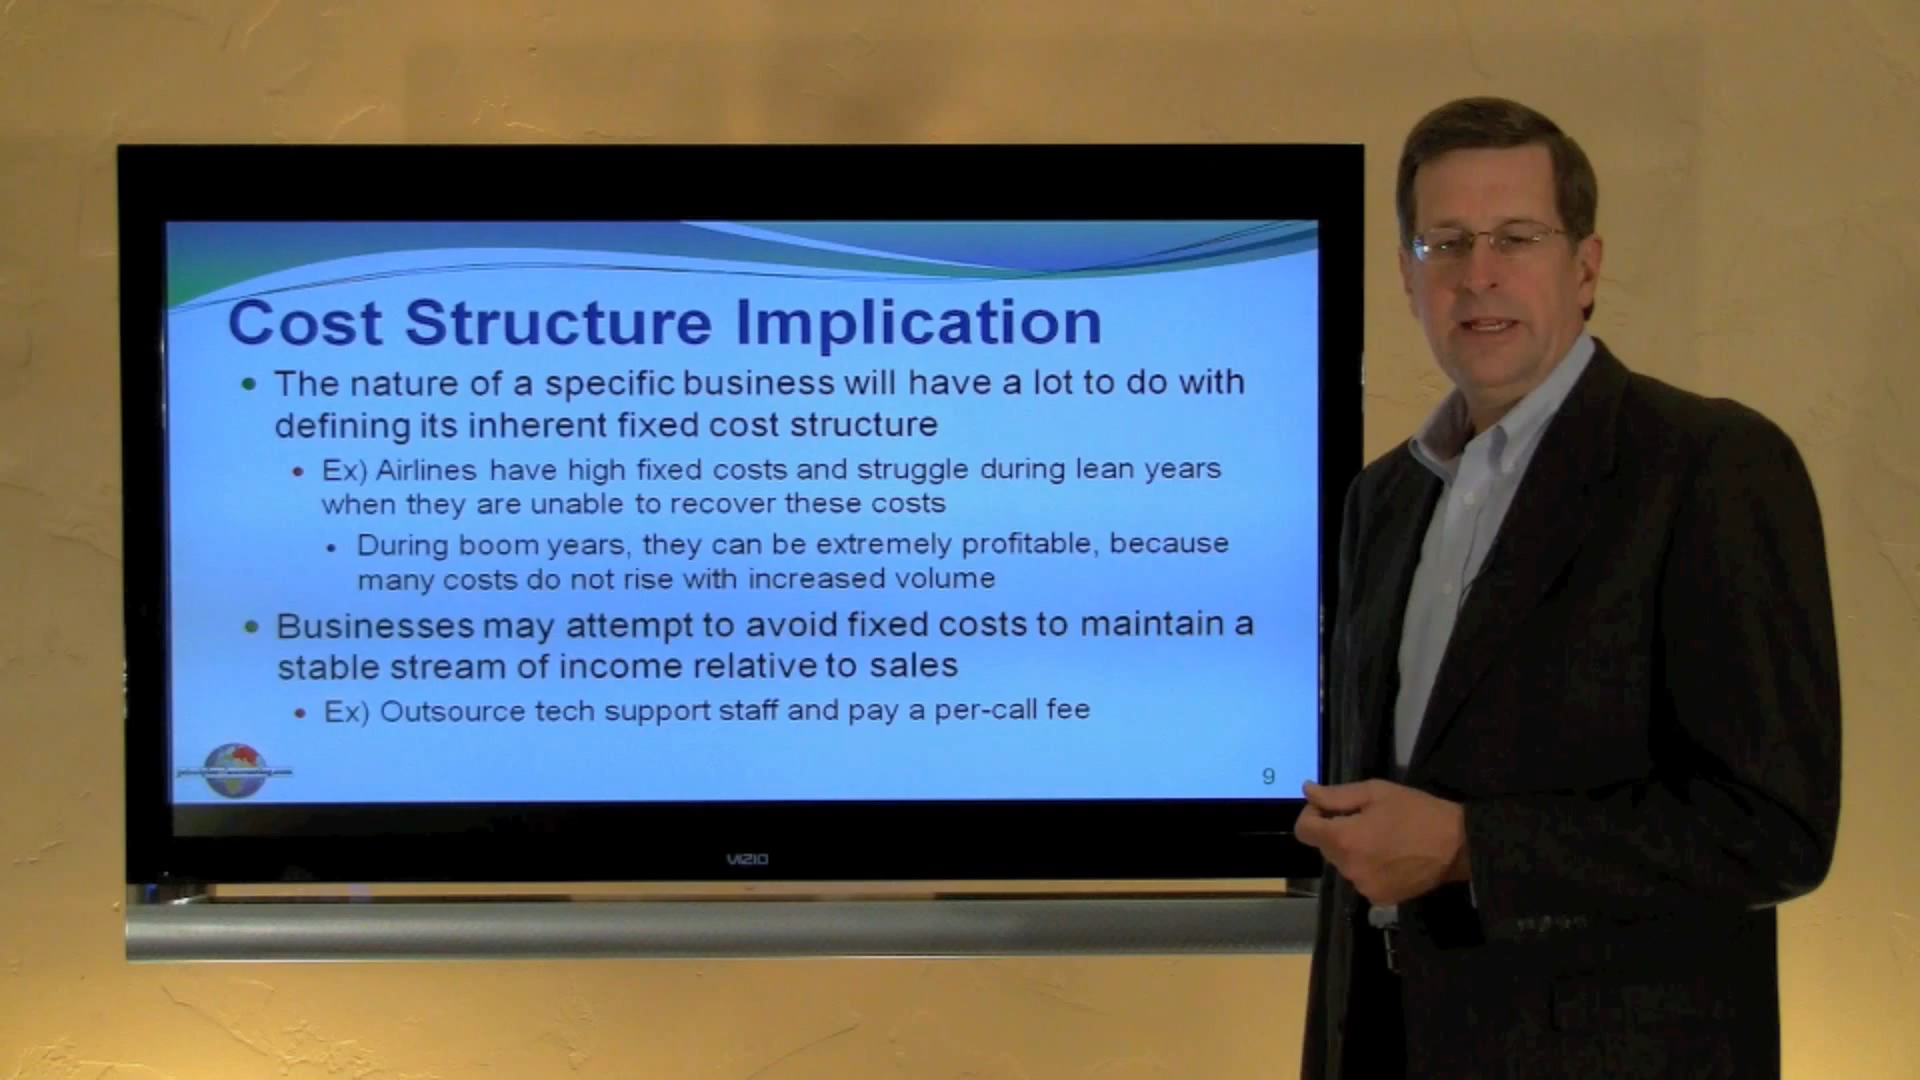 Cost Structure Implication
• The nature of a specific business will have a lot to do with
defining its inherent fixed cost structure
• Ex) Airlines have high fixed costs and struggle during lean years
when they are unable to recover these costs
• During boom years, they can be extremely profitable, because
many costs do not rise with increased volume
• Businesses may attempt to avoid fixed costs to maintain a
stable stream of income relative to sales
• Ex) Outsource tech support staff and pay a per-call fee
9
VIZIO